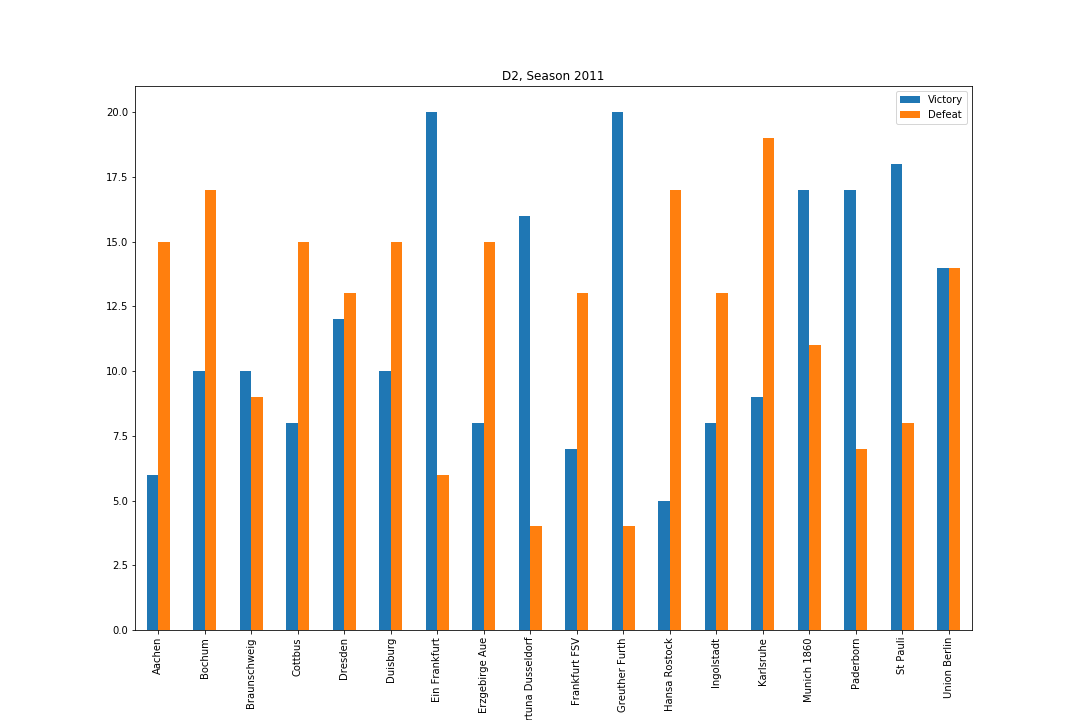 D2, Season 2011
Victory
Defeat
20.0
17.5
15.0
12.5
10.0
7.5
5.0
2.5
0.0
Aachen
Bochum
Braunschweig
Cottbus
Dresden
Duisburg
Ein Frankfurt
Erzgebirge Aue
rtuna Dusseldorf
Frankfurt FSV
Greuther Furth
Hansa Rostock
Ingolstadt
Karlsruhe
Munich 1860
Paderborn
St Pauli
Union Berlin